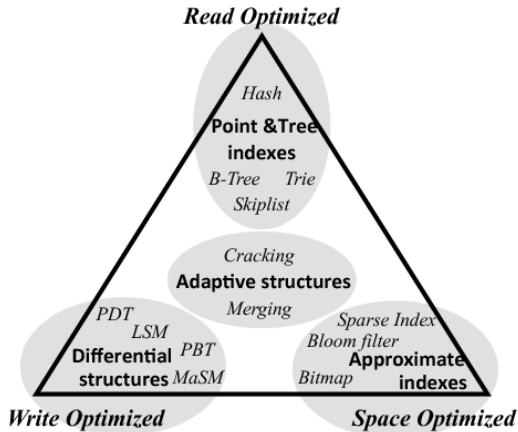 Read Optimized
Hash
Point &Tree
indexes
B-Tree Trie
Skiplist
Cracking
Adaptive structures
Merging
PDT
LSM
PBT
Differential
structures
MaSM
Sparse Index
Bloom filter
Approximate
Bitmap
indexes
Write Optimized
Space Optimized